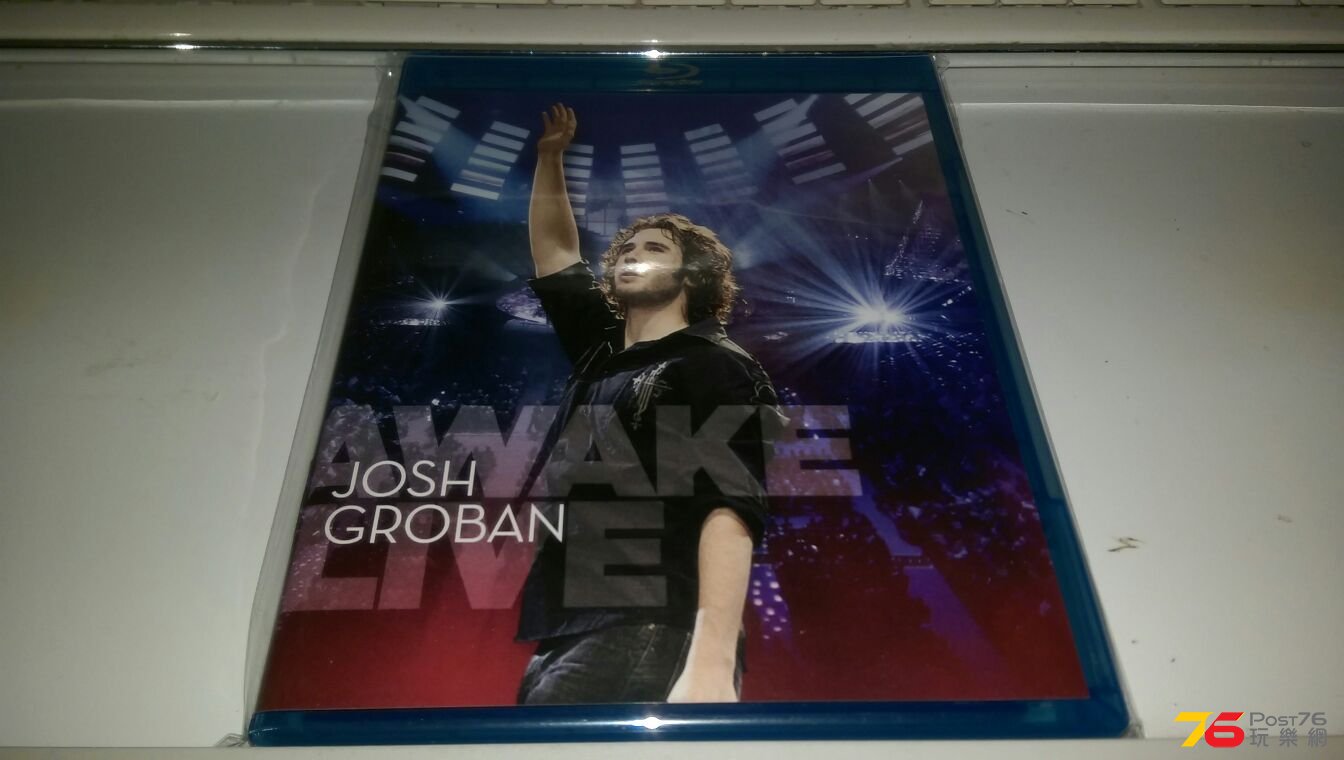 AWAKE
JOSH
GROBAN
LIVE
76 POST76
玩樂網